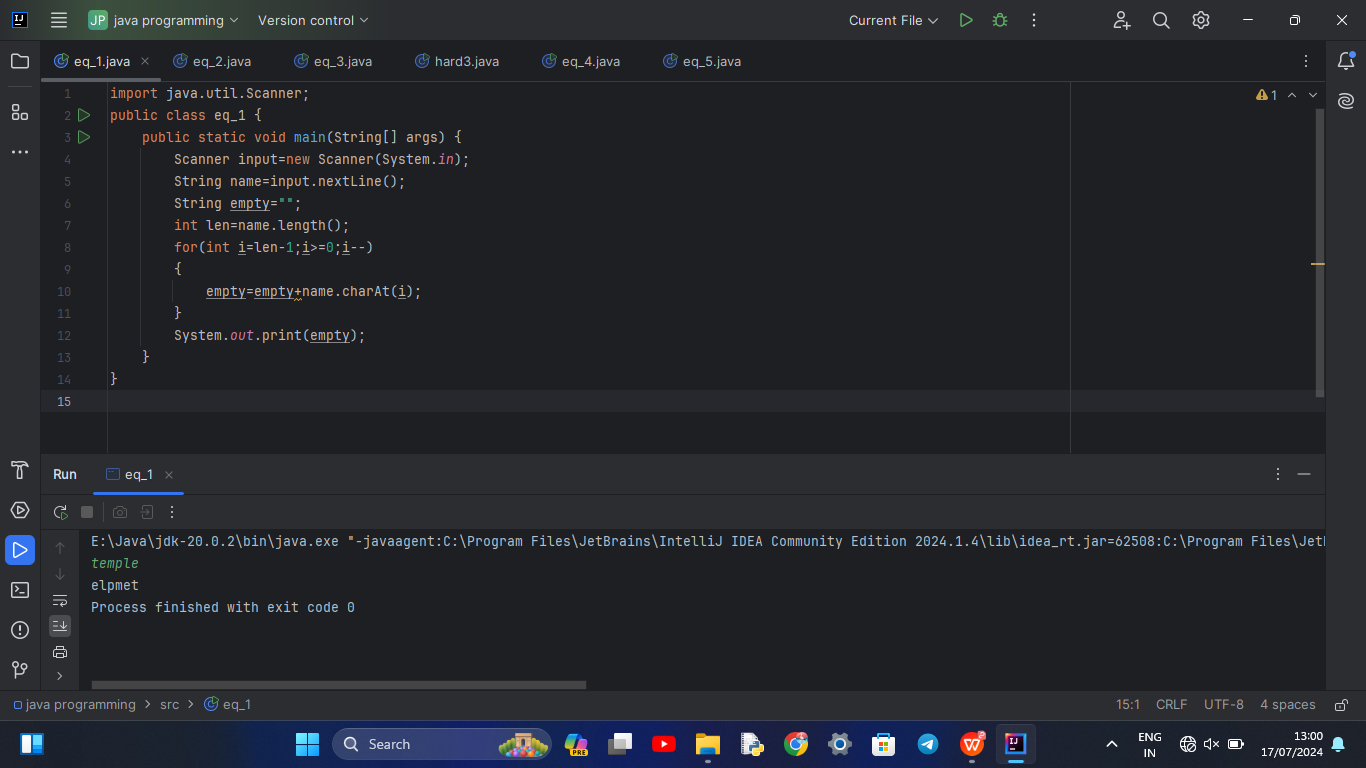 JP java programming Version control Current File
eq_1.java eq_2.java eq_3.java hard3.java eq_4.java eq_5.java
1 import java.util.Scanner;
2 public class eq_1 {
3 public static void main(String[] args) {
4 Scanner input=new Scanner(System.in);
5 String name=input.nextLine();
6 String empty="";
7 int len=name.length();
8 for(int i=len-1;i>=0;i--)
9 {
10 empty=empty+name.charAt(i);
11 }
12 System.out.print(empty);
13 }
14 }
15
1
Run eq_1
E:\Java\jdk-20.0.2\bin\java.exe "-javaagent:C:\Program Files\JetBrains\IntelliJ IDEA Community Edition 2024.1.4\lib\idea_rt.jar=62508:C:\Program Files\Jet
temple
elpmet
Process finished with exit code 0
java programming > src > eq_1 15:1 CRLF UTF-8 4 spaces
Search PRE ENG IN 13:00 17/07/2024